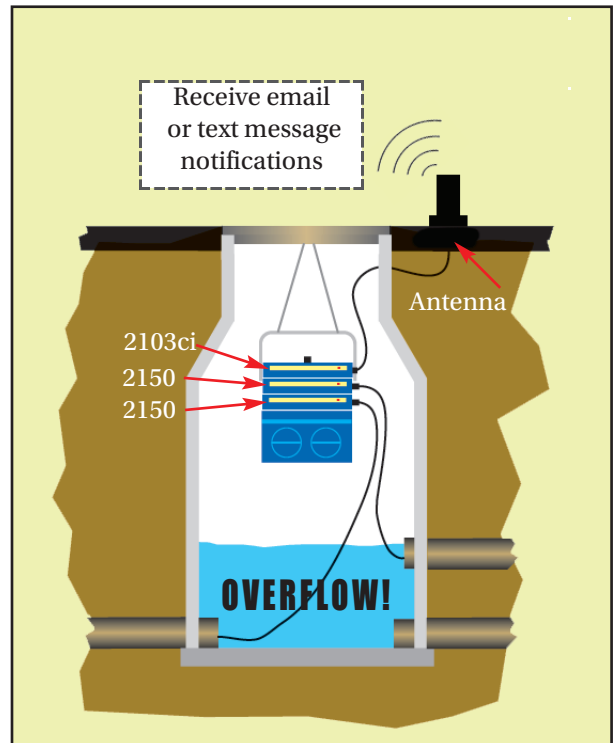 Receive email
or text message
notifications
Antenna
2103ci
2150
2150
OVERFLOW!